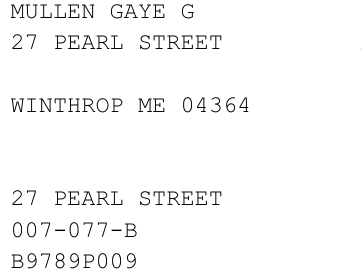 MULLEN GAYE G
27 PEARL STREET
WINTHROP ME 04364
27 PEARL STREET
007-077-B
B9789P009